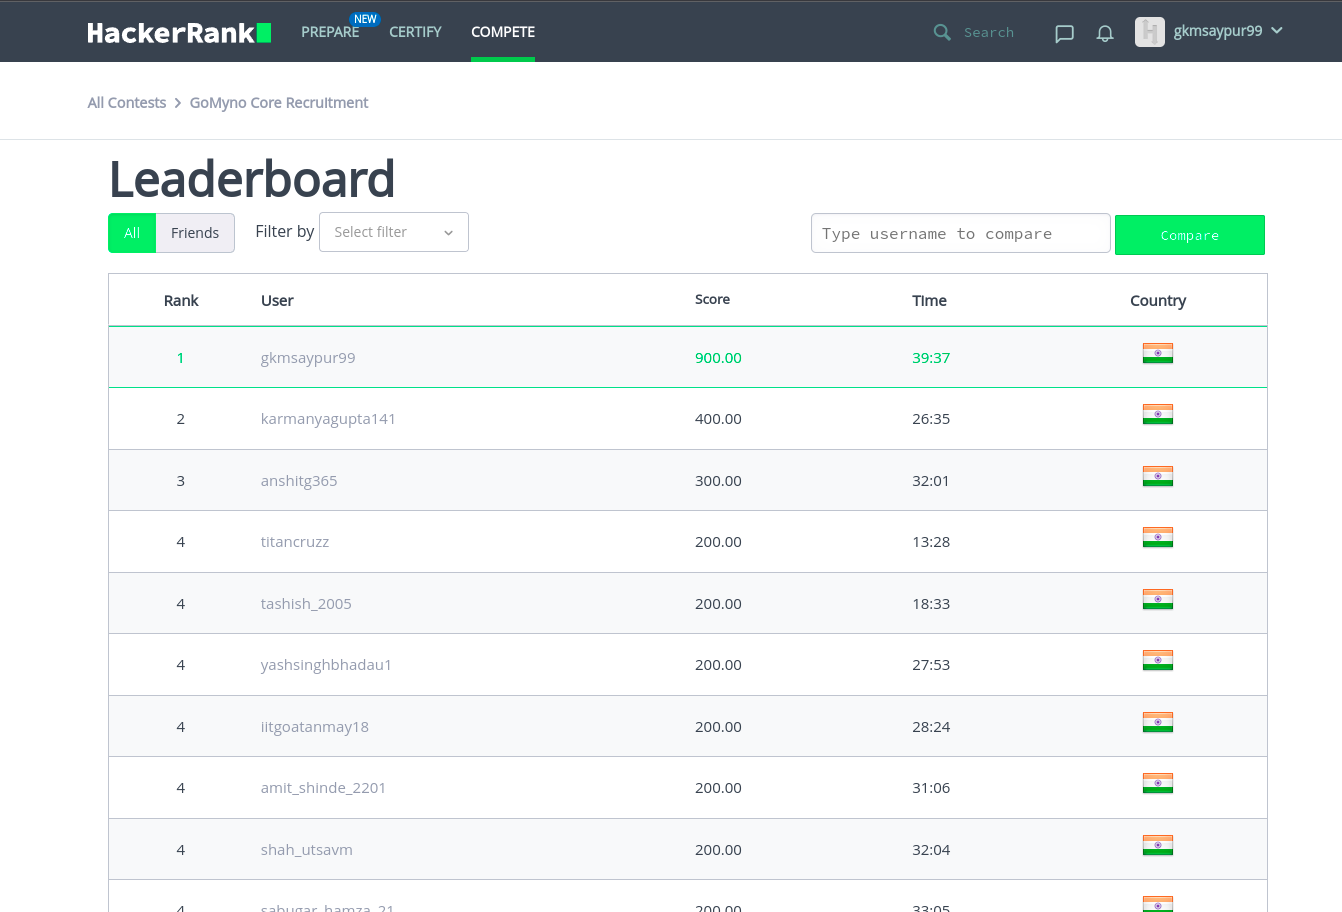 HackerRank PREPARE NEW CERTIFY COMPETE Search gkmsaypur99
All Contests > GoMyno Core Recruitment
Leaderboard
All Friends Filter by Select filter Type username to compare Compare
Rank User Score Time Country
1 gkmsaypur99 900.00 39:37
2 karmanyagupta141 400.00 26:35
3 anshitg365 300.00 32:01
4 titancruzz 200.00 13:28
4 tashish_2005 200.00 18:33
4 yashsinghbhadau1 200.00 27:53
4 iitgoatanmay18 200.00 28:24
4 amit_shinde_2201 200.00 31:06
4 shah_utsavm 200.00 32:04
4 sabugar_hamza_21 200.00 33:05